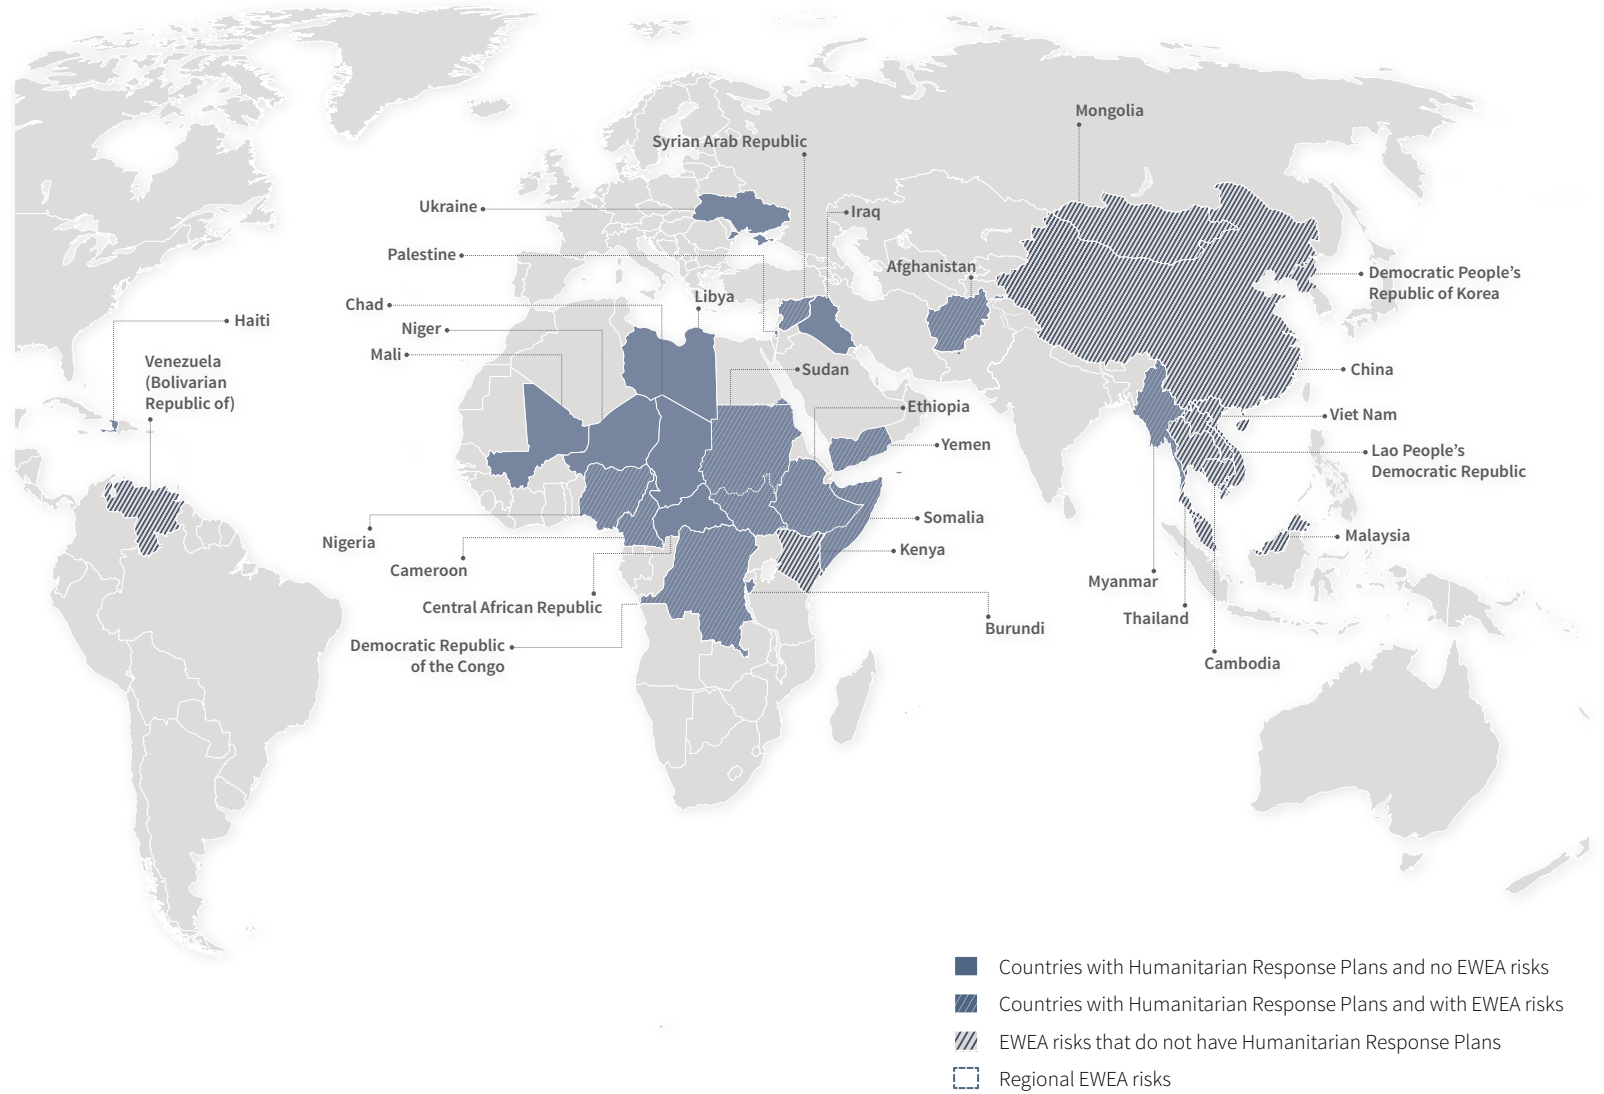 Mongolia
Syrian Arab Republic
Ukraine
Iraq
Palestine
Afghanistan
Democratic People’s
Republic of Korea
Chad
Libya
Haiti
Niger
Mali
Venezuela
(Bolivarian
Republic of)
Sudan
China
Ethiopia
Viet Nam
Yemen
Lao People’s
Democratic Republic
Somalia
Nigeria
Malaysia
Kenya
Cameroon
Myanmar
Central African Republic
Thailand
Burundi
Democratic Republic
of the Congo
Cambodia
Countries with Humanitarian Response Plans and no EWEA risks
Countries with Humanitarian Response Plans and with EWEA risks
EWEA risks that do not have Humanitarian Response Plans
Regional EWEA risks